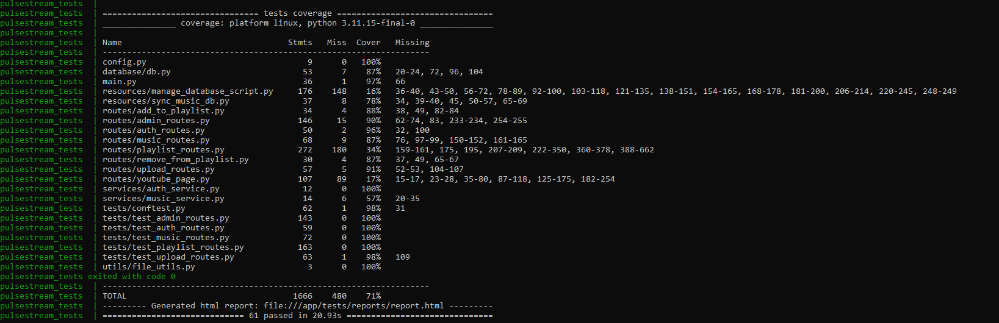 pulsestream_tests  |
pulsestream_tests  | ================================ tests coverage ================================
pulsestream_tests  | _______________ coverage: platform linux, python 3.11.15-final-0 _______________
pulsestream_tests  |
pulsestream_tests  | Name                                  Stmts   Miss  Cover   Missing
pulsestream_tests  | -------------------------------------------------------------------
pulsestream_tests  | config.py                                 9      0   100%
pulsestream_tests  | database/db.py                           53      7    87%   20-24, 72, 96, 104
pulsestream_tests  | main.py                                  36      1    97%   66
pulsestream_tests  | resources/manage_database_script.py     176    148    16%   36-40, 43-50, 56-72, 78-89, 92-100, 103-118, 121-135, 138-151, 154-165, 168-178, 181-200, 206-214, 220-245, 248-249
pulsestream_tests  | resources/sync_music_db.py               37      8    78%   34, 39-40, 45, 50-57, 65-69
pulsestream_tests  | routes/add_to_playlist.py                34      4    88%   38, 49, 82-84
pulsestream_tests  | routes/admin_routes.py                  146     15    90%   62-74, 83, 233-234, 254-255
pulsestream_tests  | routes/auth_routes.py                    50      2    96%   32, 100
pulsestream_tests  | routes/music_routes.py                   68      9    87%   76, 97-99, 150-152, 161-165
pulsestream_tests  | routes/playlist_routes.py               272    180    34%   159-161, 175, 195, 207-209, 222-350, 360-378, 388-662
pulsestream_tests  | routes/remove_from_playlist.py           30      4    87%   37, 49, 65-67
pulsestream_tests  | routes/upload_routes.py                  57      5    91%   52-53, 104-107
pulsestream_tests  | routes/youtube_page.py                  107     89    17%   15-17, 23-28, 35-80, 87-118, 125-175, 182-254
pulsestream_tests  | services/auth_service.py                 12      0   100%
pulsestream_tests  | services/music_service.py                14      6    57%   20-35
pulsestream_tests  | tests/conftest.py                        62      1    98%   31
pulsestream_tests  | tests/test_admin_routes.py              143      0   100%
pulsestream_tests  | tests/test_auth_routes.py                59      0   100%
pulsestream_tests  | tests/test_music_routes.py               72      0   100%
pulsestream_tests  | tests/test_playlist_routes.py           163      0   100%
pulsestream_tests  | tests/test_upload_routes.py              63      1    98%   109
pulsestream_tests  | utils/file_utils.py                       3      0   100%
pulsestream_tests exited with code 0
pulsestream_tests  | -------------------------------------------------------------------
pulsestream_tests  | TOTAL                                  1666    480    71%
pulsestream_tests  | --------- Generated html report: file:///app/tests/reports/report.html ---------
pulsestream_tests  | ============================= 61 passed in 20.93s ==============================